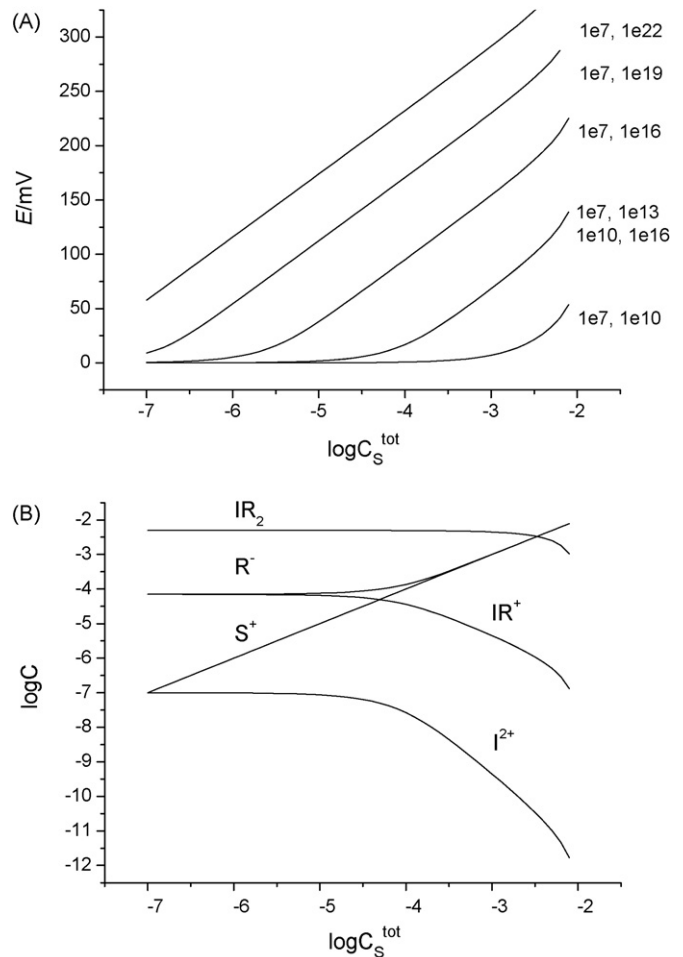 (A)
300
250
200
150
100
50
0
E/mV
1e7, 1e22
1e7, 1e19
1e7, 1e16
1e7, 1e13
1e10, 1e16
1e7, 1e10
-7 -6 -5 -4 -3 -2
logC_S^tot
(B)
-2
-3
-4
-5
-6
-7
-8
-9
-10
-11
-12
logC
IR₂
R⁻
S⁺
IR⁺
I²⁺
-7 -6 -5 -4 -3 -2
logC_S^tot